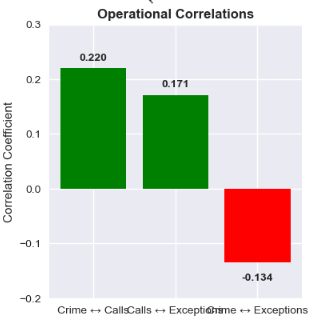 Operational Correlations
0.3
0.2
0.1
0.0
−0.1
−0.2
Correlation Coefficient
0.220
0.171
-0.134
Crime ↔ Calls
Calls ↔ Exceptions
Crime ↔ Exceptions